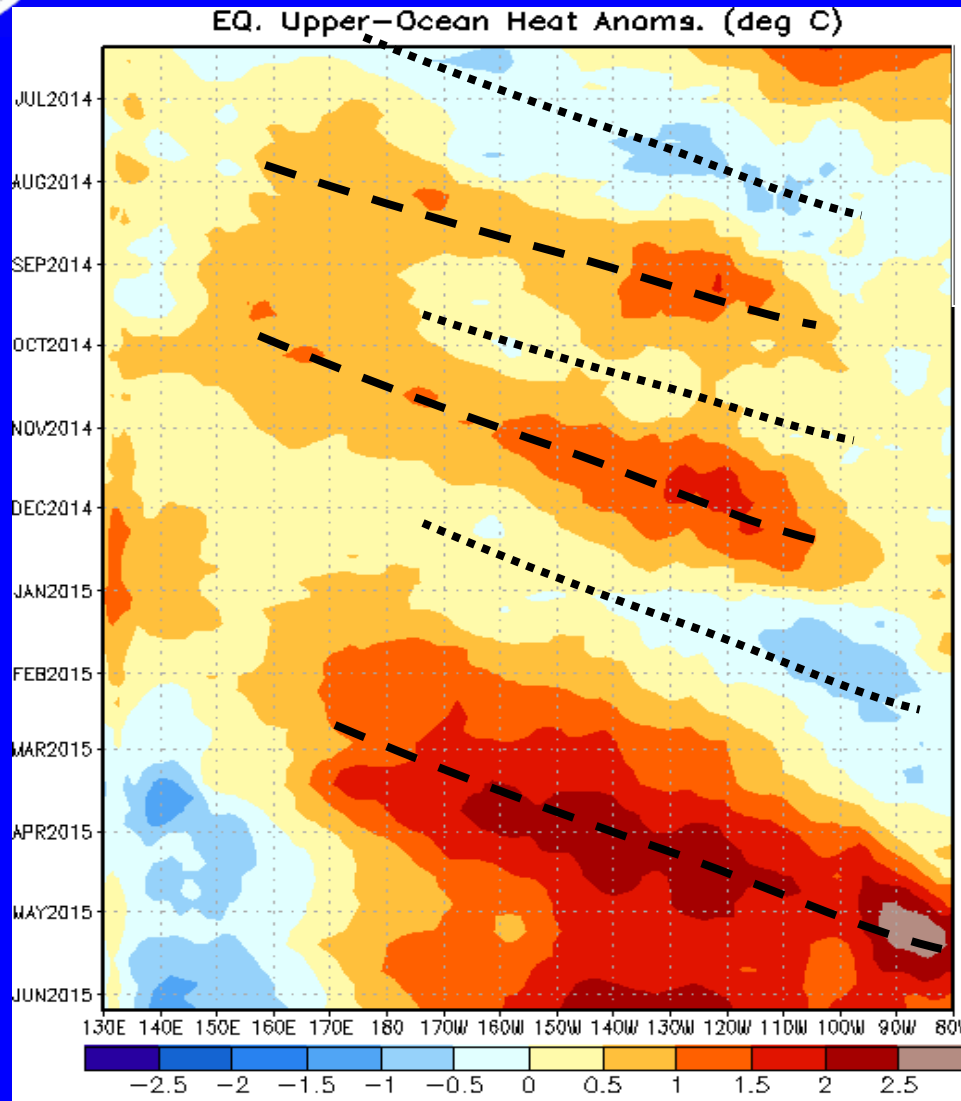 EQ. Upper-Ocean Heat Anoms. (deg C)
JUL2014
AUG2014
SEP2014
OCT2014
NOV2014
DEC2014
JAN2015
FEB2015
MAR2015
APR2015
MAY2015
JUN2015
130E 140E 150E 160E 170E 180 170W 160W 150W 140W 130W 120W 110W 100W 90W 80W
-2.5 -2 -1.5 -1 -0.5 0 0.5 1 1.5 2 2.5